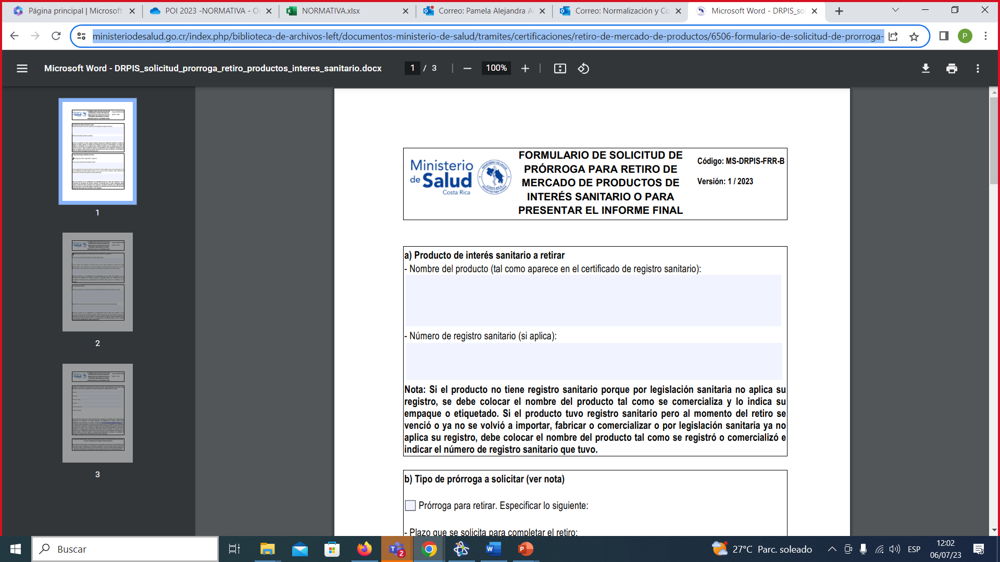 Página principal | Microsoft
POI 2023 -NORMATIVA - O
NORMATIVA.xlsx
Correo: Pamela Alejandra A
Correo: Normalización y Co
Microsoft Word - DRPIS_so
ministeriodesalud.go.cr/index.php/biblioteca-de-archivos-left/documentos-ministerio-de-salud/tramites/certificaciones/retiro-de-mercado-de-productos/6506-formulario-de-solicitud-de-prorroga-
P
Microsoft Word - DRPIS_solicitud_prorroga_retiro_productos_interes_sanitario.docx
1 / 3
100%
1
2
3
Ministerio
de Salud
Costa Rica
FORMULARIO DE SOLICITUD DE
PRÓRROGA PARA RETIRO DE
MERCADO DE PRODUCTOS DE
INTERÉS SANITARIO O PARA
PRESENTAR EL INFORME FINAL
Código: MS-DRPIS-FRR-B
Versión: 1 / 2023
a) Producto de interés sanitario a retirar
- Nombre del producto (tal como aparece en el certificado de registro sanitario):
- Número de registro sanitario (si aplica):
Nota: Si el producto no tiene registro sanitario porque por legislación sanitaria no aplica su
registro, se debe colocar el nombre del producto tal como se comercializa y lo indica su
empaque o etiquetado. Si el producto tuvo registro sanitario pero al momento del retiro se
venció o ya no se volvió a importar, fabricar o comercializar o por legislación sanitaria ya no
aplica su registro, debe colocar el nombre del producto tal como se registró o comercializó e
indicar el número de registro sanitario que tuvo.
b) Tipo de prórroga a solicitar (ver nota)
Prórroga para retirar. Especificar lo siguiente:
- Plazo que se solicita para completar el retiro:
Buscar
2
27°C Parc. soleado
ESP
12:02
06/07/23